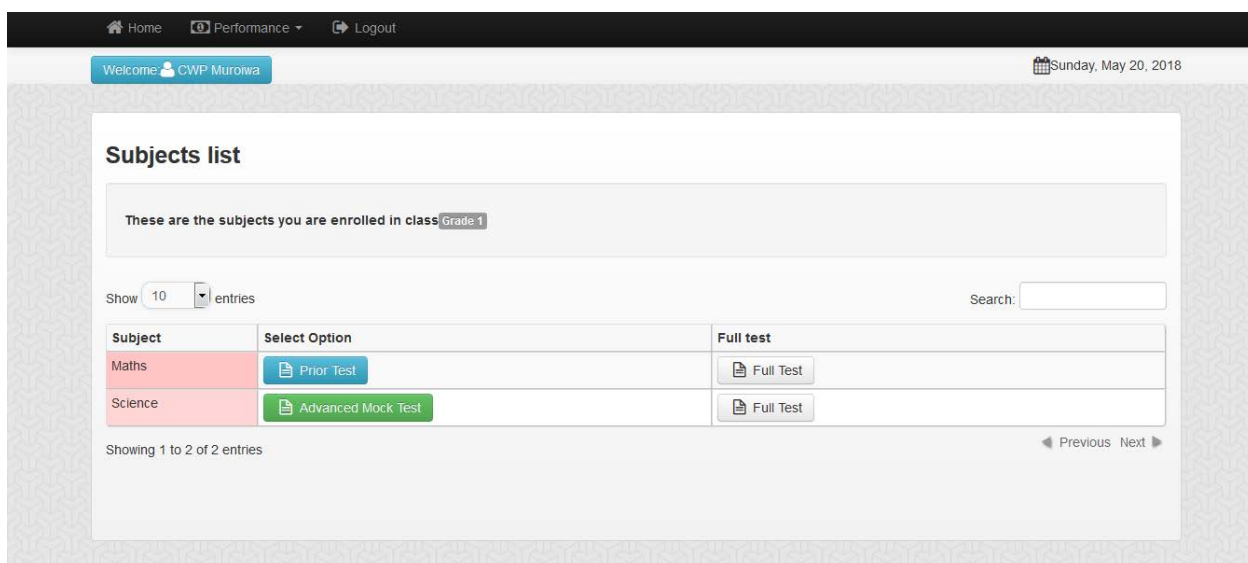 Home Performance Logout
Welcome: CWP Muroiwa Sunday, May 20, 2018
Subjects list
These are the subjects you are enrolled in class Grade 1
Show 10 entries Search:
Subject Select Option Full test
Maths Prior Test Full Test
Science Advanced Mock Test Full Test
Showing 1 to 2 of 2 entries Previous Next